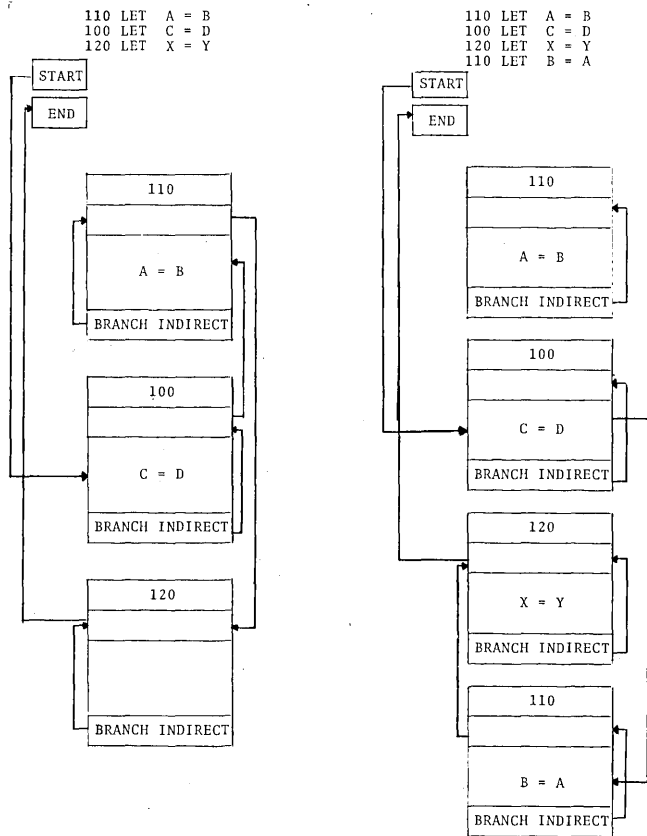 110 LET A = B
100 LET C = D
120 LET X = Y
START
END
110
A = B
BRANCH INDIRECT
100
C = D
BRANCH INDIRECT
120
BRANCH INDIRECT
110 LET A = B
100 LET C = D
120 LET X = Y
110 LET B = A
START
END
110
A = B
BRANCH INDIRECT
100
C = D
BRANCH INDIRECT
120
X = Y
BRANCH INDIRECT
110
B = A
BRANCH INDIRECT